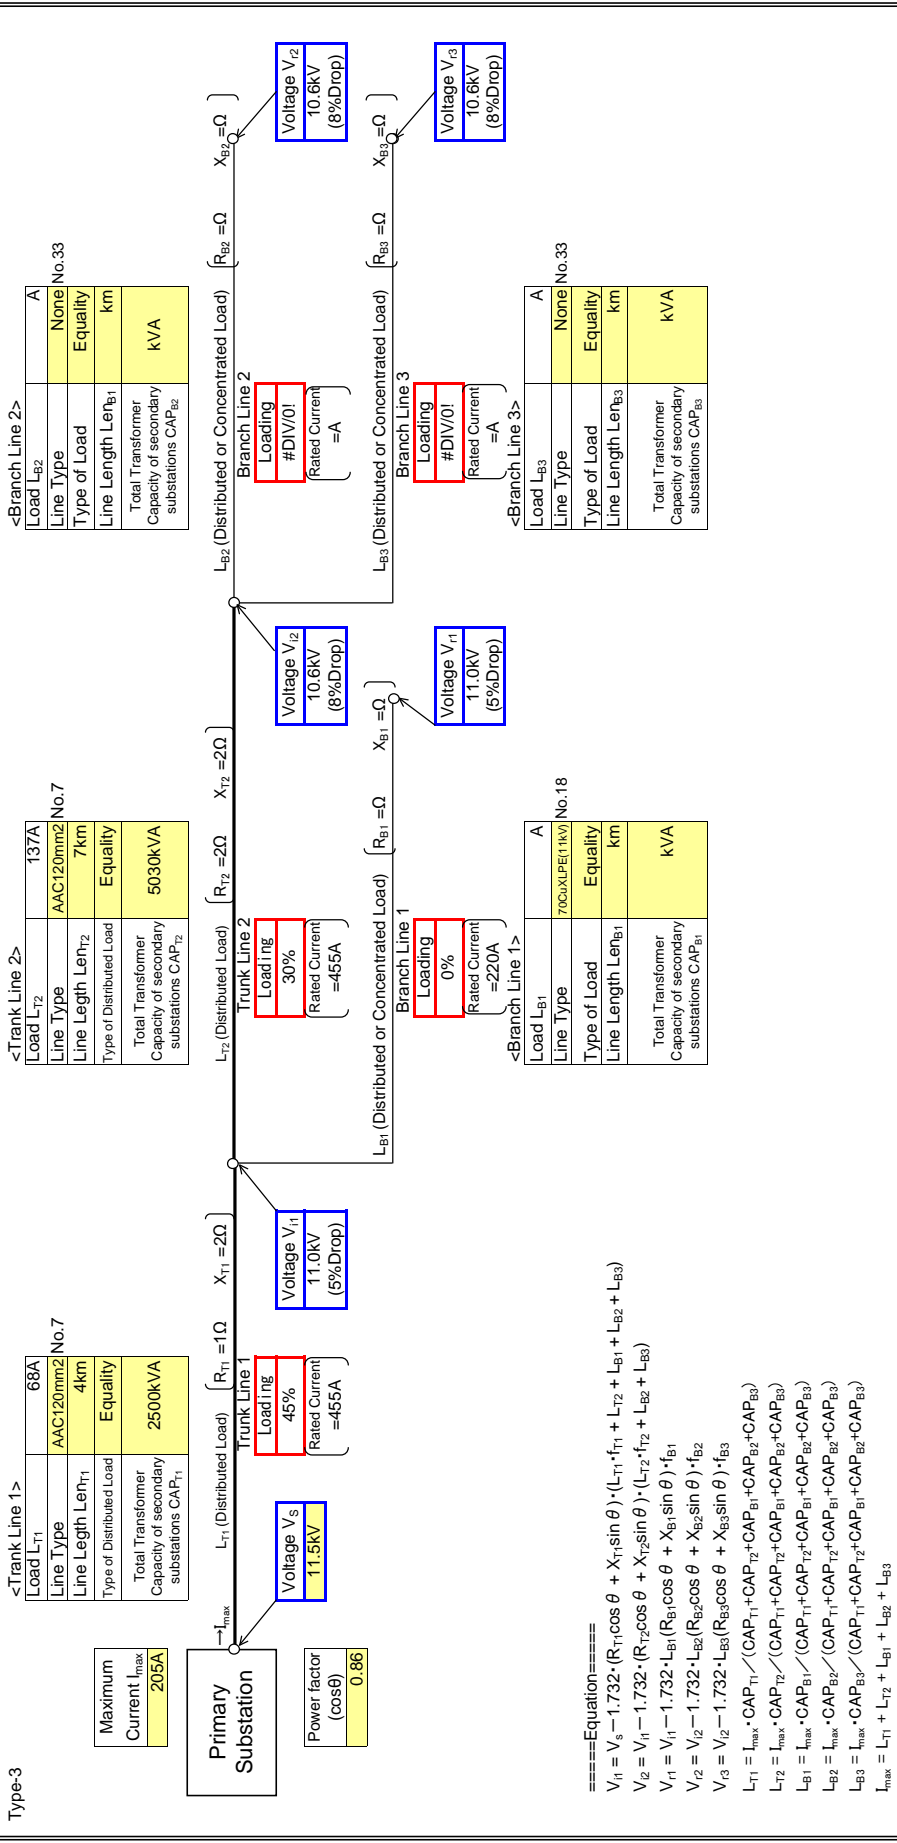 Type-3
Maximum
Current Imax
205A
Primary
Substation
Power factor
(cosθ)
0.86
→Imax
Voltage VS
11.5kV
<Trank Line 1>
Load LT1 68A
Line Type AAC120mm2 No.7
Line Legth LenT1 4km
Type of Distributed Load Equality
Total Transformer
Capacity of secondary
substations CAPT1
2500kVA
LT1 (Distributed Load) (RT1 =1Ω XT1 =2Ω)
Trunk Line 1
Loading
45%
Rated Current
=455A
Voltage Vi1
11.0kV
(5%Drop)
<Trank Line 2>
Load LT2 137A
Line Type AAC120mm2 No.7
Line Legth LenT2 7km
Type of Distributed Load Equality
Total Transformer
Capacity of secondary
substations CAPT2
5030kVA
LT2 (Distributed Load) (RT2 =2Ω XT2 =2Ω)
Trunk Line 2
Loading
30%
Rated Current
=455A
Voltage Vi2
10.6kV
(8%Drop)
LB1 (Distributed or Concentrated Load) (RB1 =Ω XB1 =Ω)
Branch Line 1
Loading
0%
Rated Current
=220A
Voltage Vr1
11.0kV
(5%Drop)
<Branch Line 1>
Load LB1 A
Line Type 70CuXLPE(11kV) No.18
Type of Load Equality
Line Length LenB1 km
Total Transformer
Capacity of secondary
substations CAPB1
kVA
<Branch Line 2>
Load LB2 A
Line Type None No.33
Type of Load Equality
Line Length LenB1 km
Total Transformer
Capacity of secondary
substations CAPB2
kVA
LB2 (Distributed or Concentrated Load) (RB2 =Ω XB2 =Ω)
Branch Line 2
Loading
#DIV/0!
Rated Current
=A
Voltage Vr2
10.6kV
(8%Drop)
LB3 (Distributed or Concentrated Load) (RB3 =Ω XB3 =Ω)
Branch Line 3
Loading
#DIV/0!
Rated Current
=A
Voltage Vr3
10.6kV
(8%Drop)
<Branch Line 3>
Load LB3 A
Line Type None No.33
Type of Load Equality
Line Length LenB3 km
Total Transformer
Capacity of secondary
substations CAPB3
kVA
=====Equation=====
Vi1 = Vs−1.732・(RT1cos θ + XT1sin θ)・(LT1・fT1 + LT2 + LB1 + LB2 + LB3)
Vi2 = Vi1−1.732・(RT2cos θ + XT2sin θ)・(LT2・fT2 + LB2 + LB3)
Vr1 = Vi1−1.732・LB1(RB1cos θ + XB1sin θ)・fB1
Vr2 = Vi2−1.732・LB2(RB2cos θ + XB2sin θ)・fB2
Vr3 = Vi2−1.732・LB3(RB3cos θ + XB3sin θ)・fB3
LT1 = Imax・CAPT1／(CAPT1+CAPT2+CAPB1+CAPB2+CAPB3)
LT2 = Imax・CAPT2／(CAPT1+CAPT2+CAPB1+CAPB2+CAPB3)
LB1 = Imax・CAPB1／(CAPT1+CAPT2+CAPB1+CAPB2+CAPB3)
LB2 = Imax・CAPB2／(CAPT1+CAPT2+CAPB1+CAPB2+CAPB3)
LB3 = Imax・CAPB3／(CAPT1+CAPT2+CAPB1+CAPB2+CAPB3)
Imax = LT1 + LT2 + LB1 + LB2 + LB3